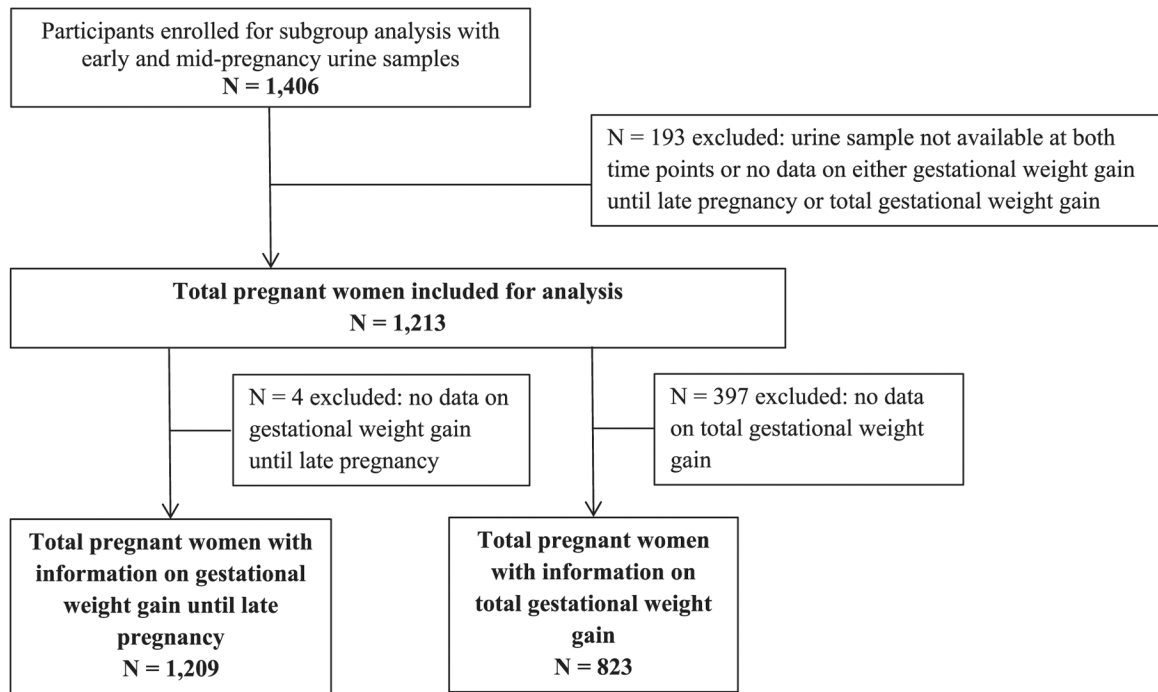 Participants enrolled for subgroup analysis with
early and mid-pregnancy urine samples
N = 1,406
N = 193 excluded: urine sample not available at both
time points or no data on either gestational weight gain
until late pregnancy or total gestational weight gain
Total pregnant women included for analysis
N = 1,213
N = 4 excluded: no data on
gestational weight gain
until late pregnancy
N = 397 excluded: no data
on total gestational weight
gain
Total pregnant women with
information on gestational
weight gain until late
pregnancy
N = 1,209
Total pregnant women
with information on
total gestational weight
gain
N = 823